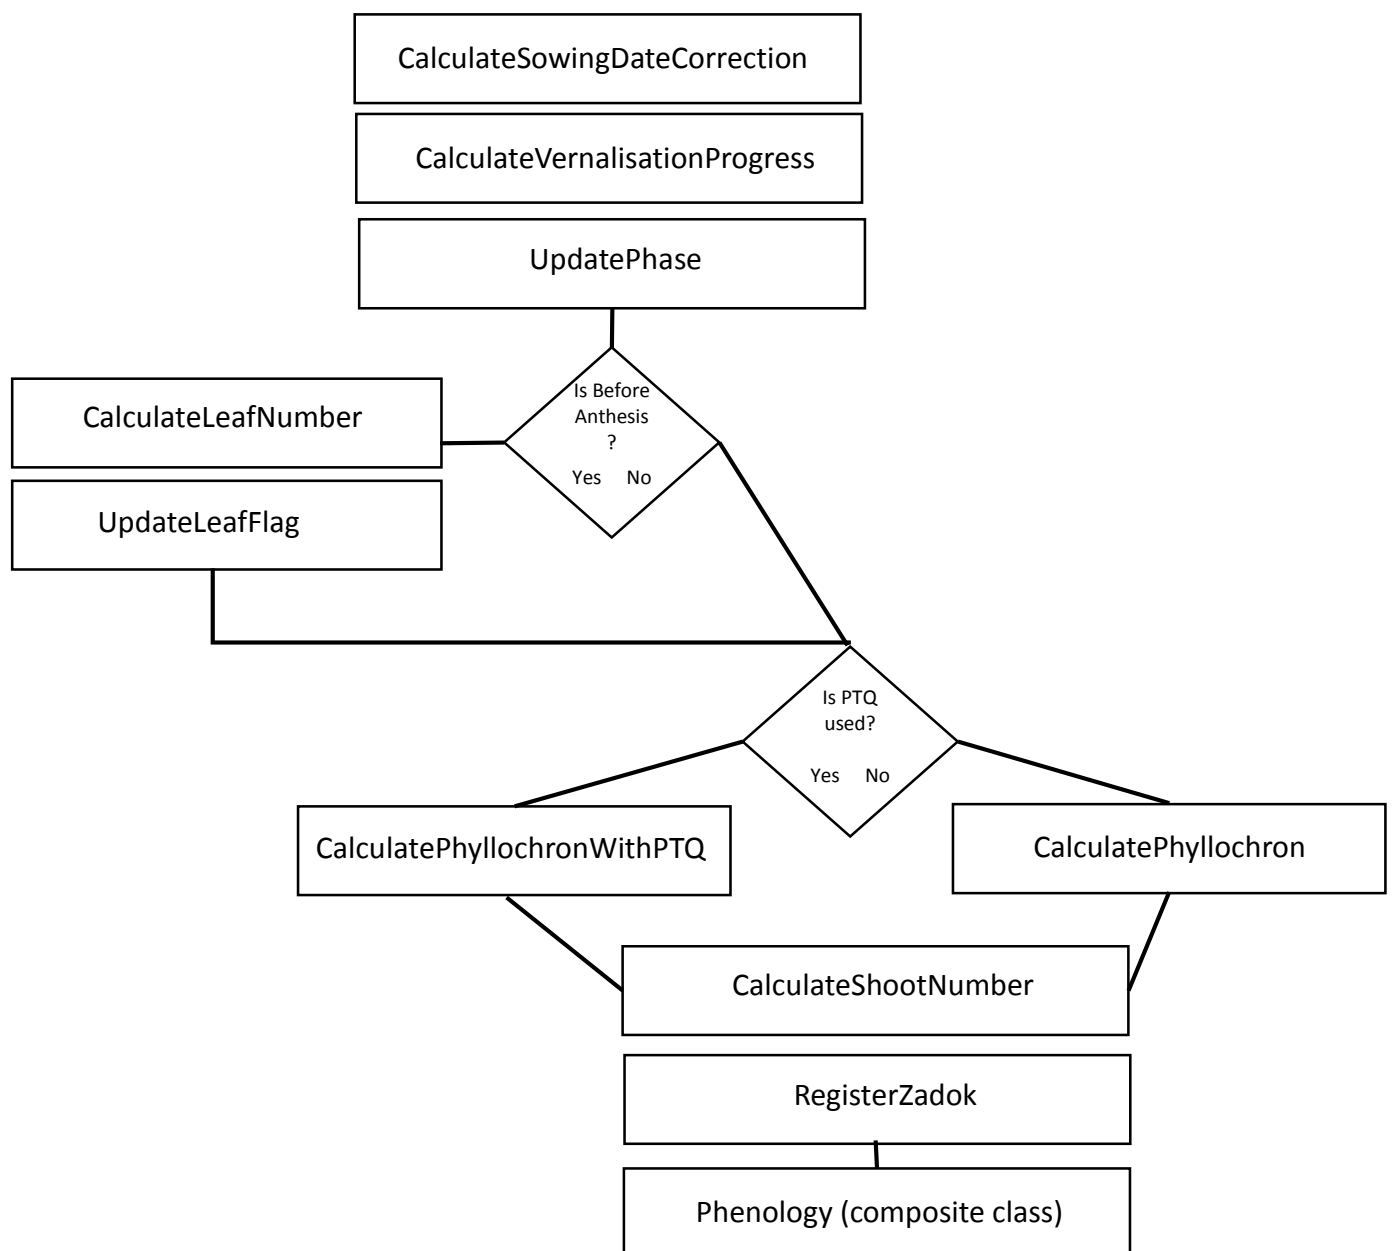 CalculateSowingDateCorrection
CalculateVernalisationProgress
UpdatePhase
Is Before
Anthesis
?
Yes No
CalculateLeafNumber
UpdateLeafFlag
Is PTQ
used?
Yes No
CalculatePhyllochronWithPTQ
CalculatePhyllochron
CalculateShootNumber
RegisterZadok
Phenology (composite class)